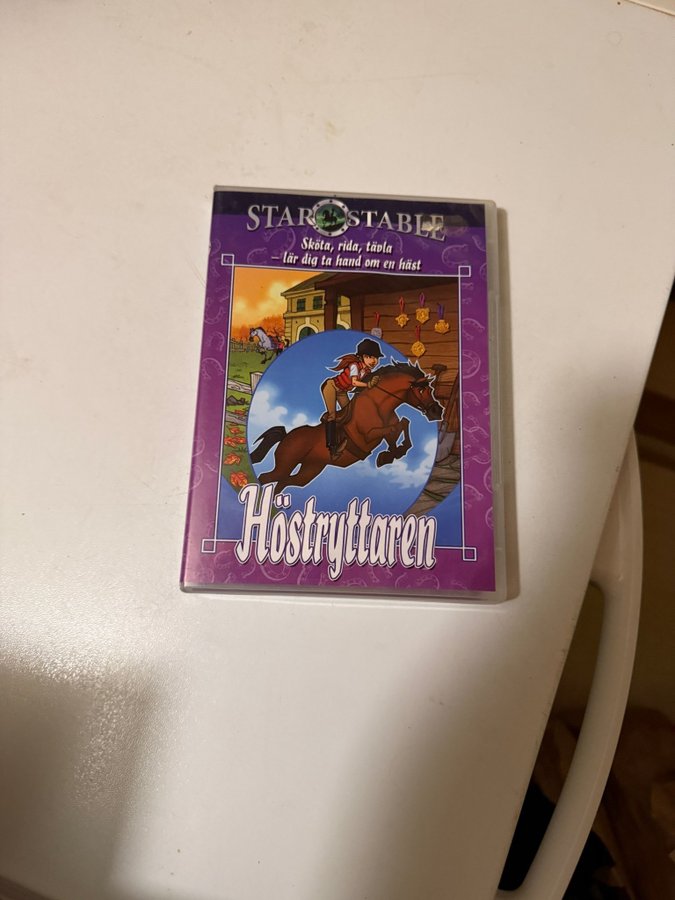 STAR STABLE
Sköta, rida, tävla
– lär dig ta hand om en häst
Höstryttaren